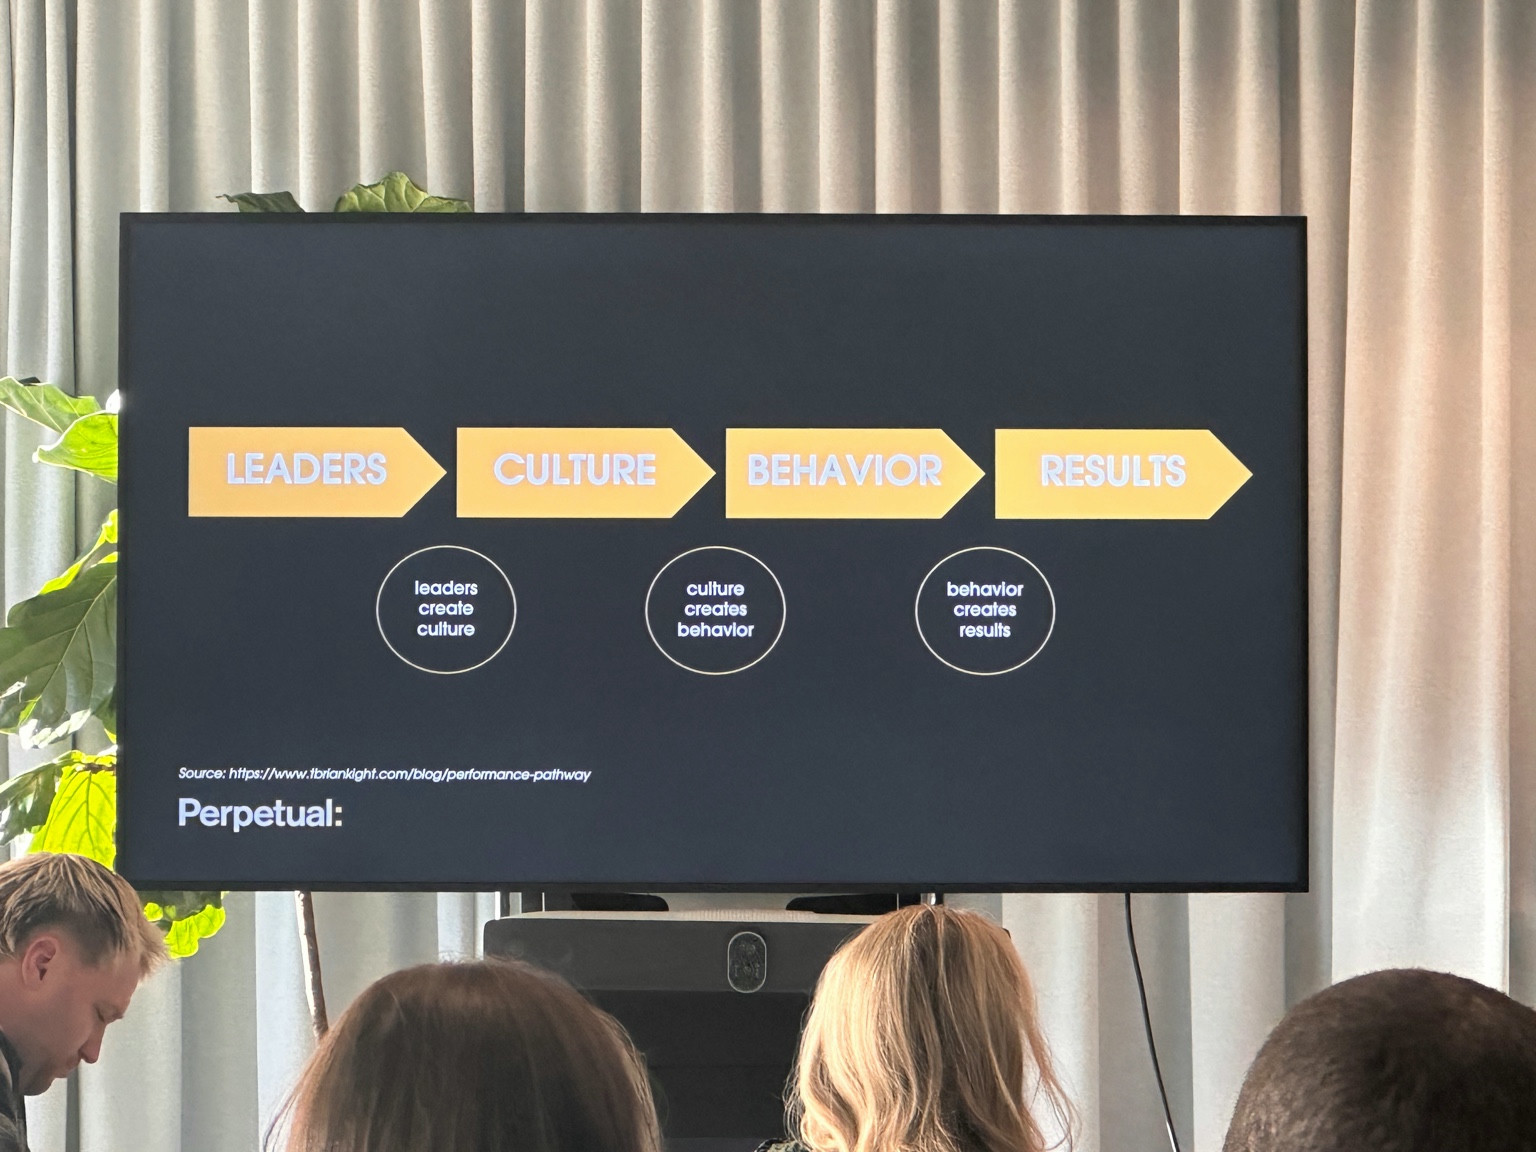 LEADERS
CULTURE
BEHAVIOR
RESULTS
leaders
create
culture
culture
creates
behavior
behavior
creates
results
Source: https://www.tbriankight.com/blog/performance-pathway
Perpetual: